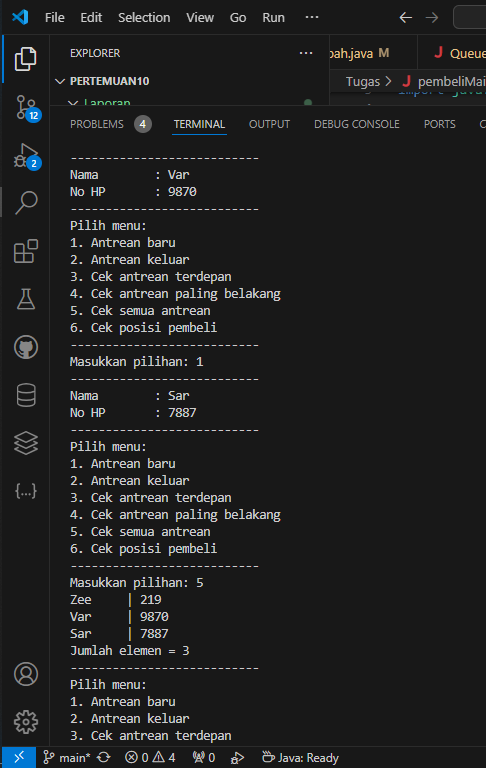 File Edit Selection View Go Run ···
EXPLORER ···
bah.java M
PERTEMUAN10
Laporan
Tugas > J pembeliMai
PROBLEMS 4 TERMINAL OUTPUT DEBUG CONSOLE PORTS
---------------------------
Nama : Var
No HP : 9870
---------------------------
Pilih menu:
1. Antrean baru
2. Antrean keluar
3. Cek antrean terdepan
4. Cek antrean paling belakang
5. Cek semua antrean
6. Cek posisi pembeli
---------------------------
Masukkan pilihan: 1
---------------------------
Nama : Sar
No HP : 7887
---------------------------
Pilih menu:
1. Antrean baru
2. Antrean keluar
3. Cek antrean terdepan
4. Cek antrean paling belakang
5. Cek semua antrean
6. Cek posisi pembeli
---------------------------
Masukkan pilihan: 5
Zee | 219
Var | 9870
Sar | 7887
Jumlah elemen = 3
---------------------------
Pilih menu:
1. Antrean baru
2. Antrean keluar
3. Cek antrean terdepan
12
2
main* 0 4 0 Java: Ready